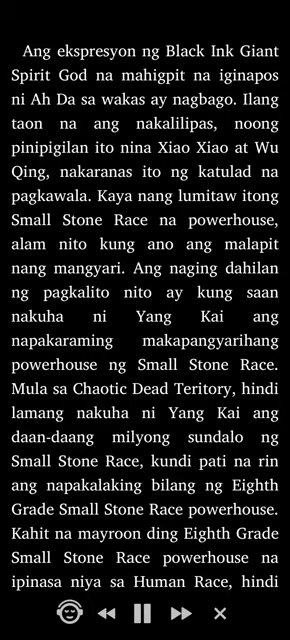 Ang ekspresyon ng Black Ink Giant
Spirit God na mahigpit na iginapos
ni Ah Da sa wakas ay nagbago. Ilang
taon na ang nakalilipas, noong
pinipigilan ito nina Xiao Xiao at Wu
Qing, nakaranas ito ng katulad na
pagkawala. Kaya nang lumitaw itong
Small Stone Race na powerhouse,
alam nito kung ano ang malapit
nang mangyari. Ang naging dahilan
ng pagkalito nito ay kung saan
nakuha ni Yang Kai ang
napakaraming makapangyarihang
powerhouse ng Small Stone Race.
Mula sa Chaotic Dead Teritory, hindi
lamang nakuha ni Yang Kai ang
daan-daang milyong sundalo ng
Small Stone Race, kundi pati na rin
ang napakalaking bilang ng Eighth
Grade Small Stone Race powerhouse.
Kahit na mayroon ding Eighth Grade
Small Stone Race powerhouse na
ipinasa niya sa Human Race, hindi